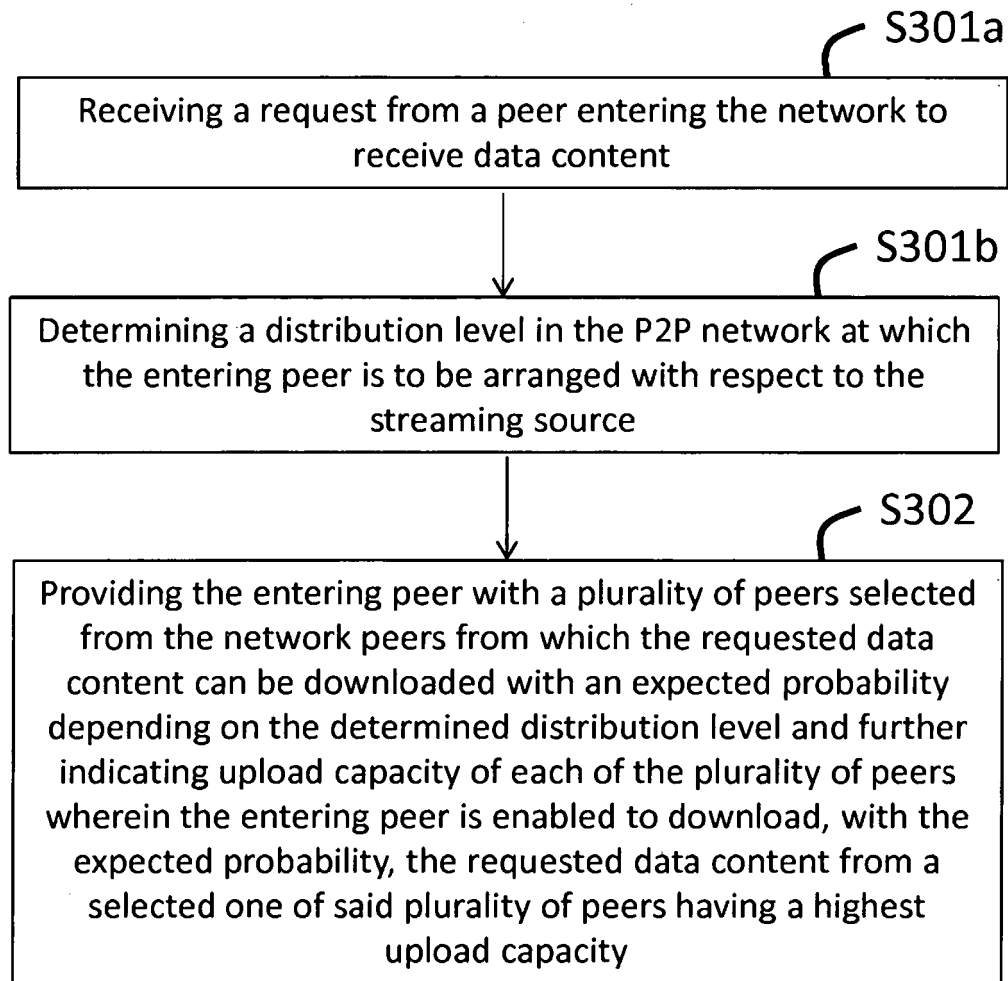 S301a
Receiving a request from a peer entering the network to
receive data content
S301b
Determining a distribution level in the P2P network at which
the entering peer is to be arranged with respect to the
streaming source
S302
Providing the entering peer with a plurality of peers selected
from the network peers from which the requested data
content can be downloaded with an expected probability
depending on the determined distribution level and further
indicating upload capacity of each of the plurality of peers
wherein the entering peer is enabled to download, with the
expected probability, the requested data content from a
selected one of said plurality of peers having a highest
upload capacity